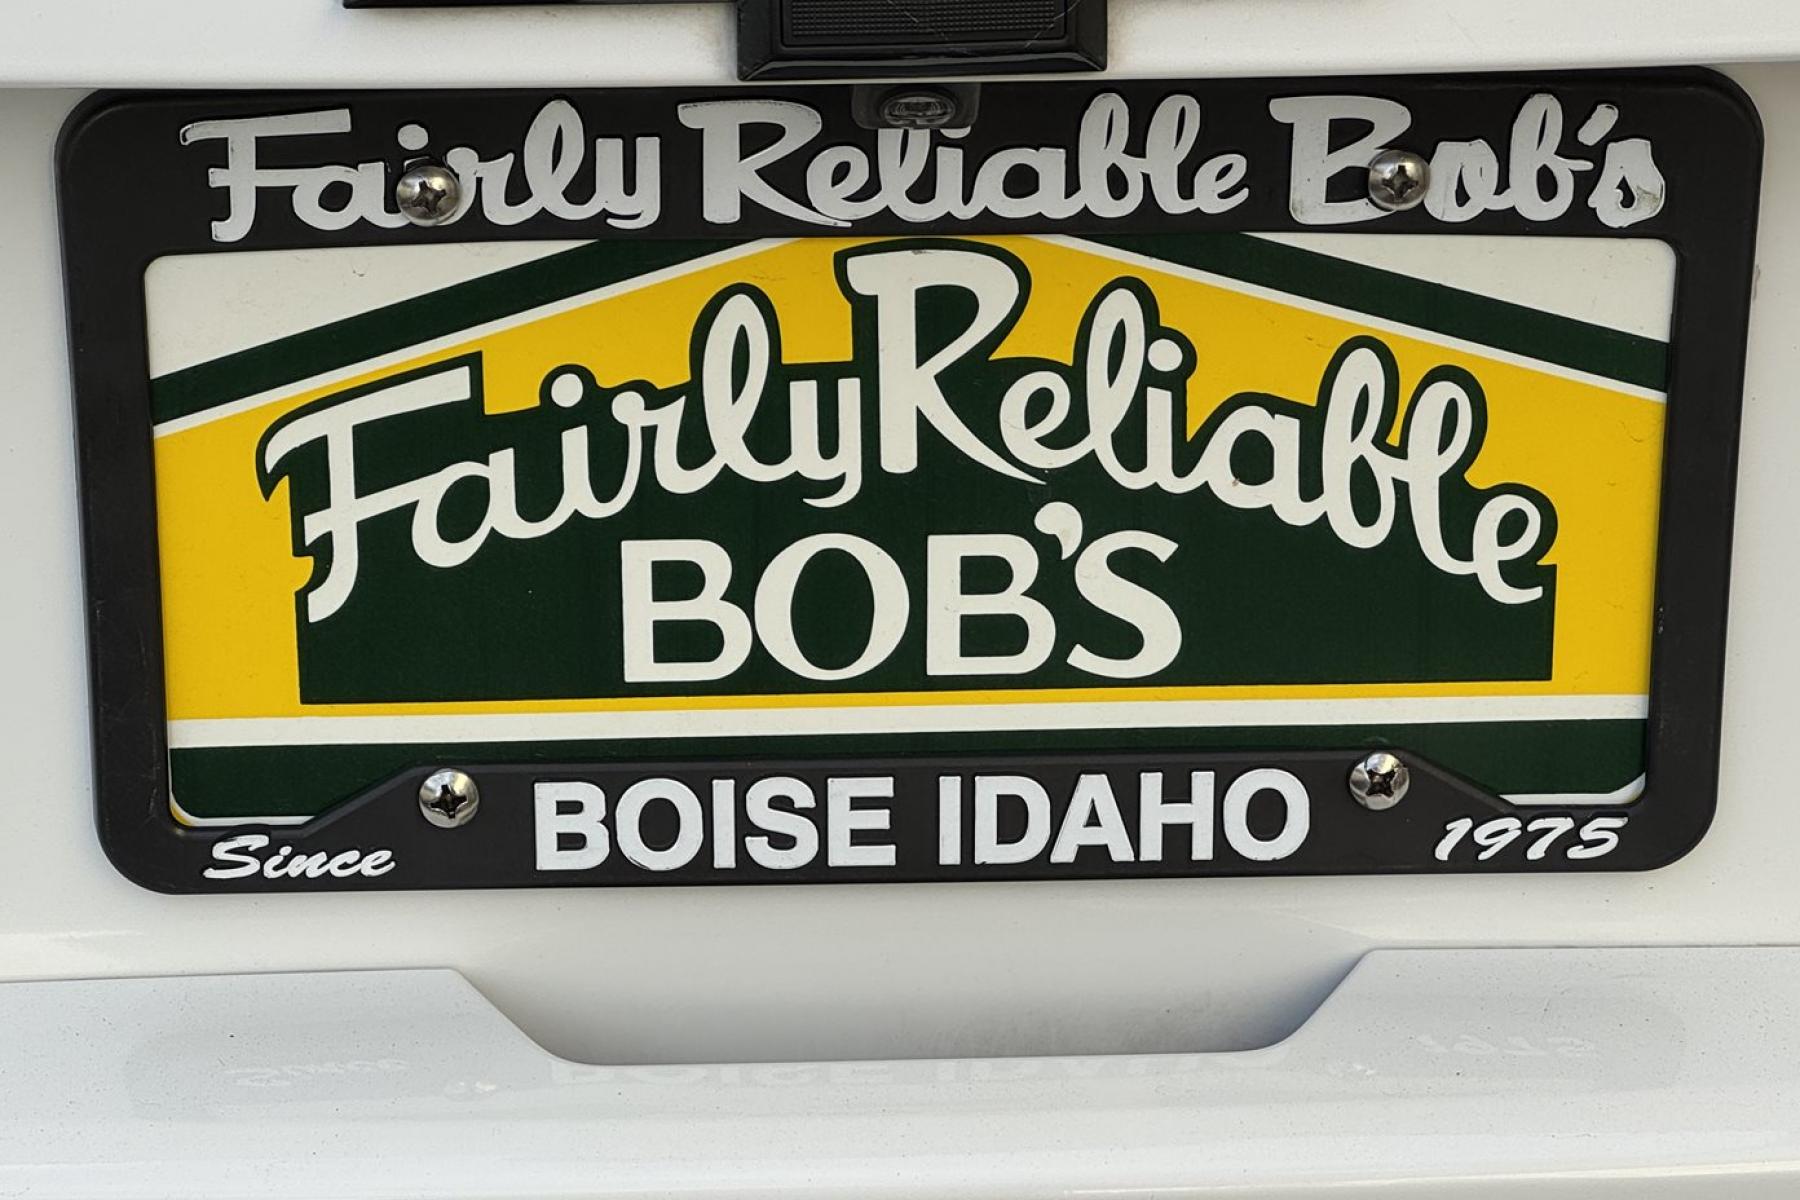 Fairly Reliable Bob's
Fairly Reliable
BOB'S
Since BOISE IDAHO 1975